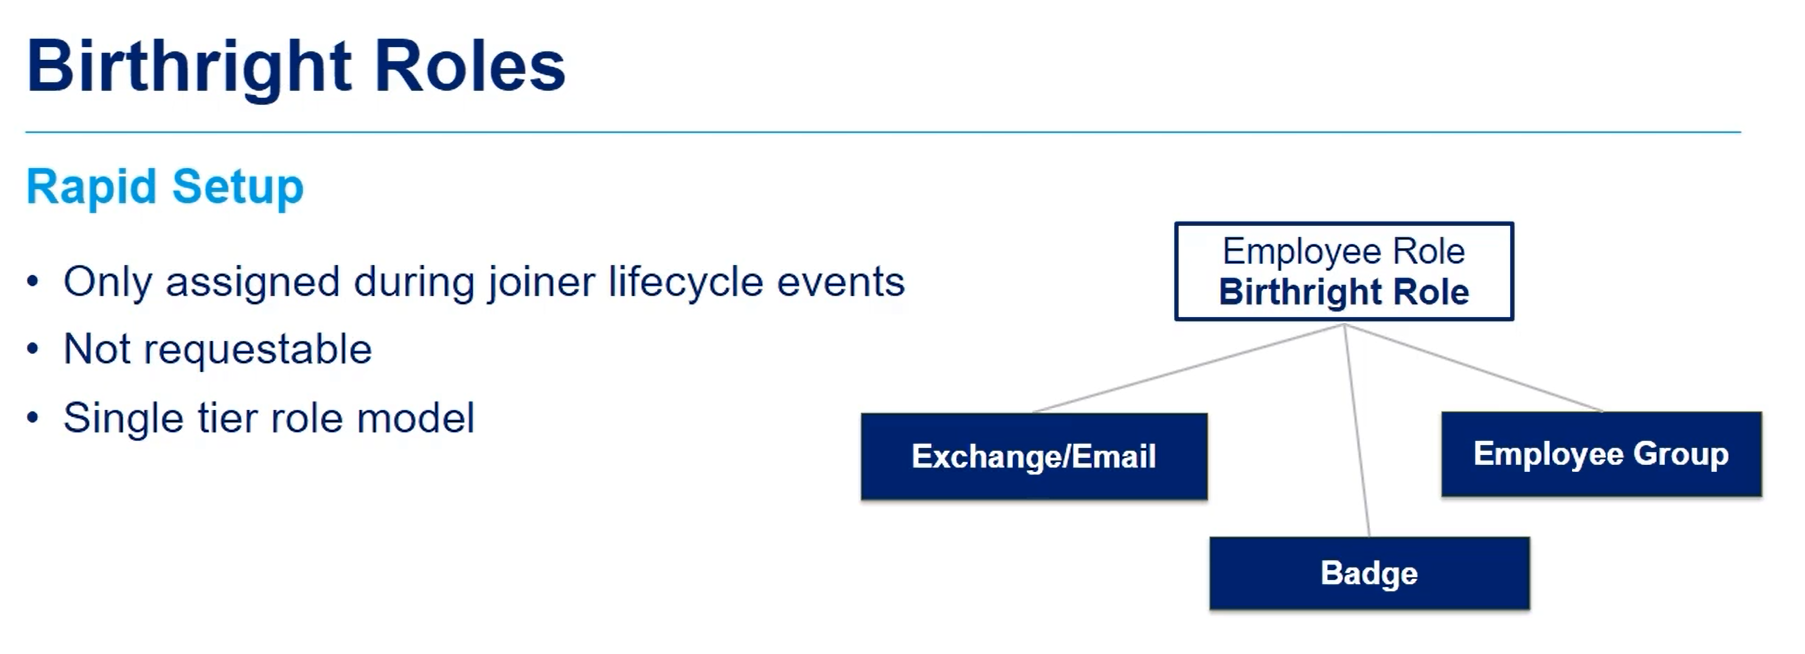 Birthright Roles
Rapid Setup
• Only assigned during joiner lifecycle events
• Not requestable
• Single tier role model
Employee Role
Birthright Role
Exchange/Email
Employee Group
Badge